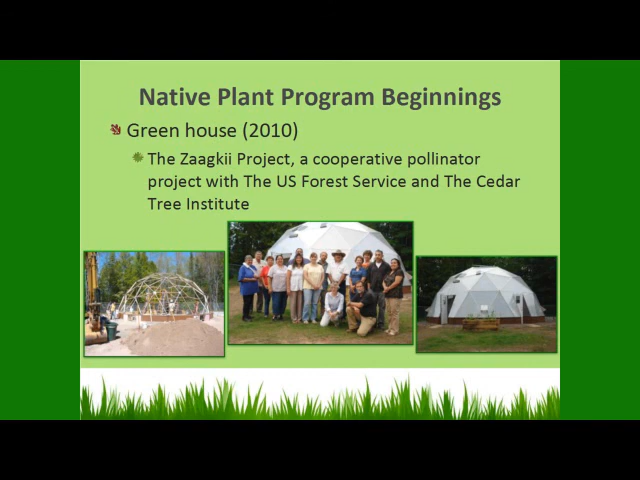 Native Plant Program Beginnings
Green house (2010)
The Zaagkii Project, a cooperative pollinator
project with The US Forest Service and The Cedar
Tree Institute